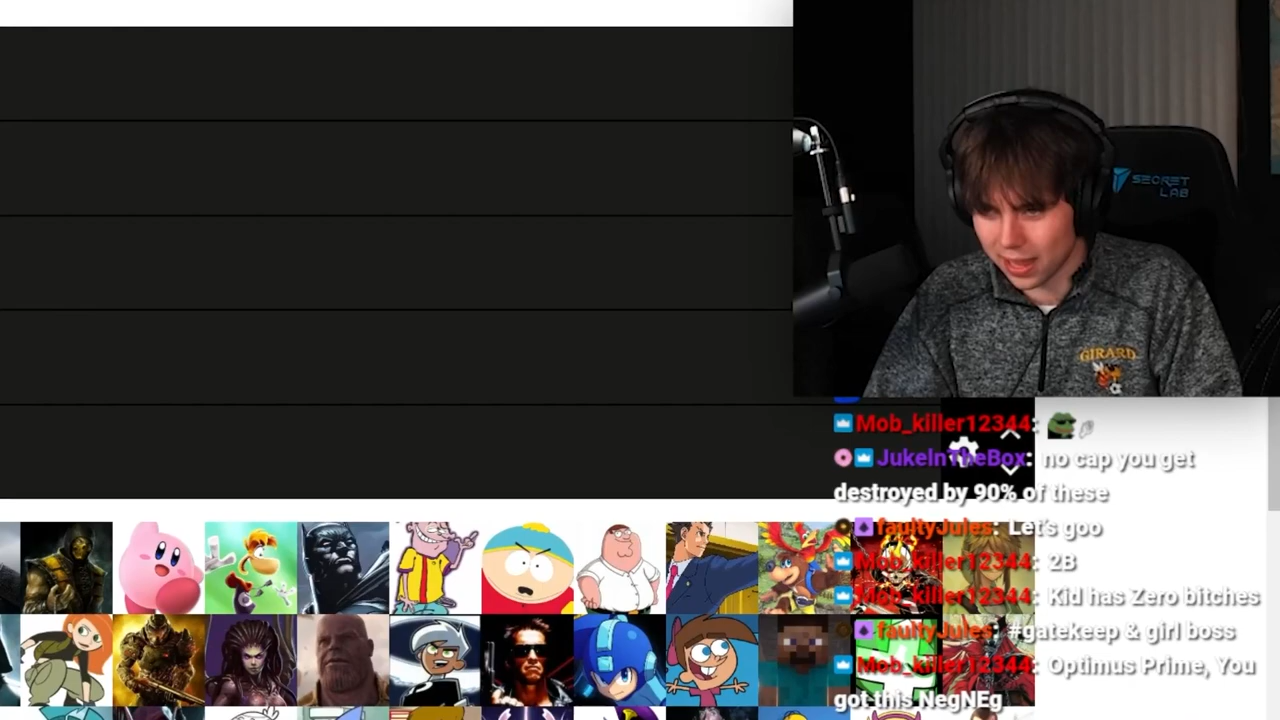 SECRET
LAB
GIRARD
Mob_killer12344:
JukeInTheBox: no cap you get
destroyed by 90% of these
faultyJules: Let's goo
Mob_killer12344: 2B
Mob_killer12344: Kid has Zero bitches
faultyJules: #gatekeep & girl boss
Mob_killer12344: Optimus Prime, You
got this NegNEg